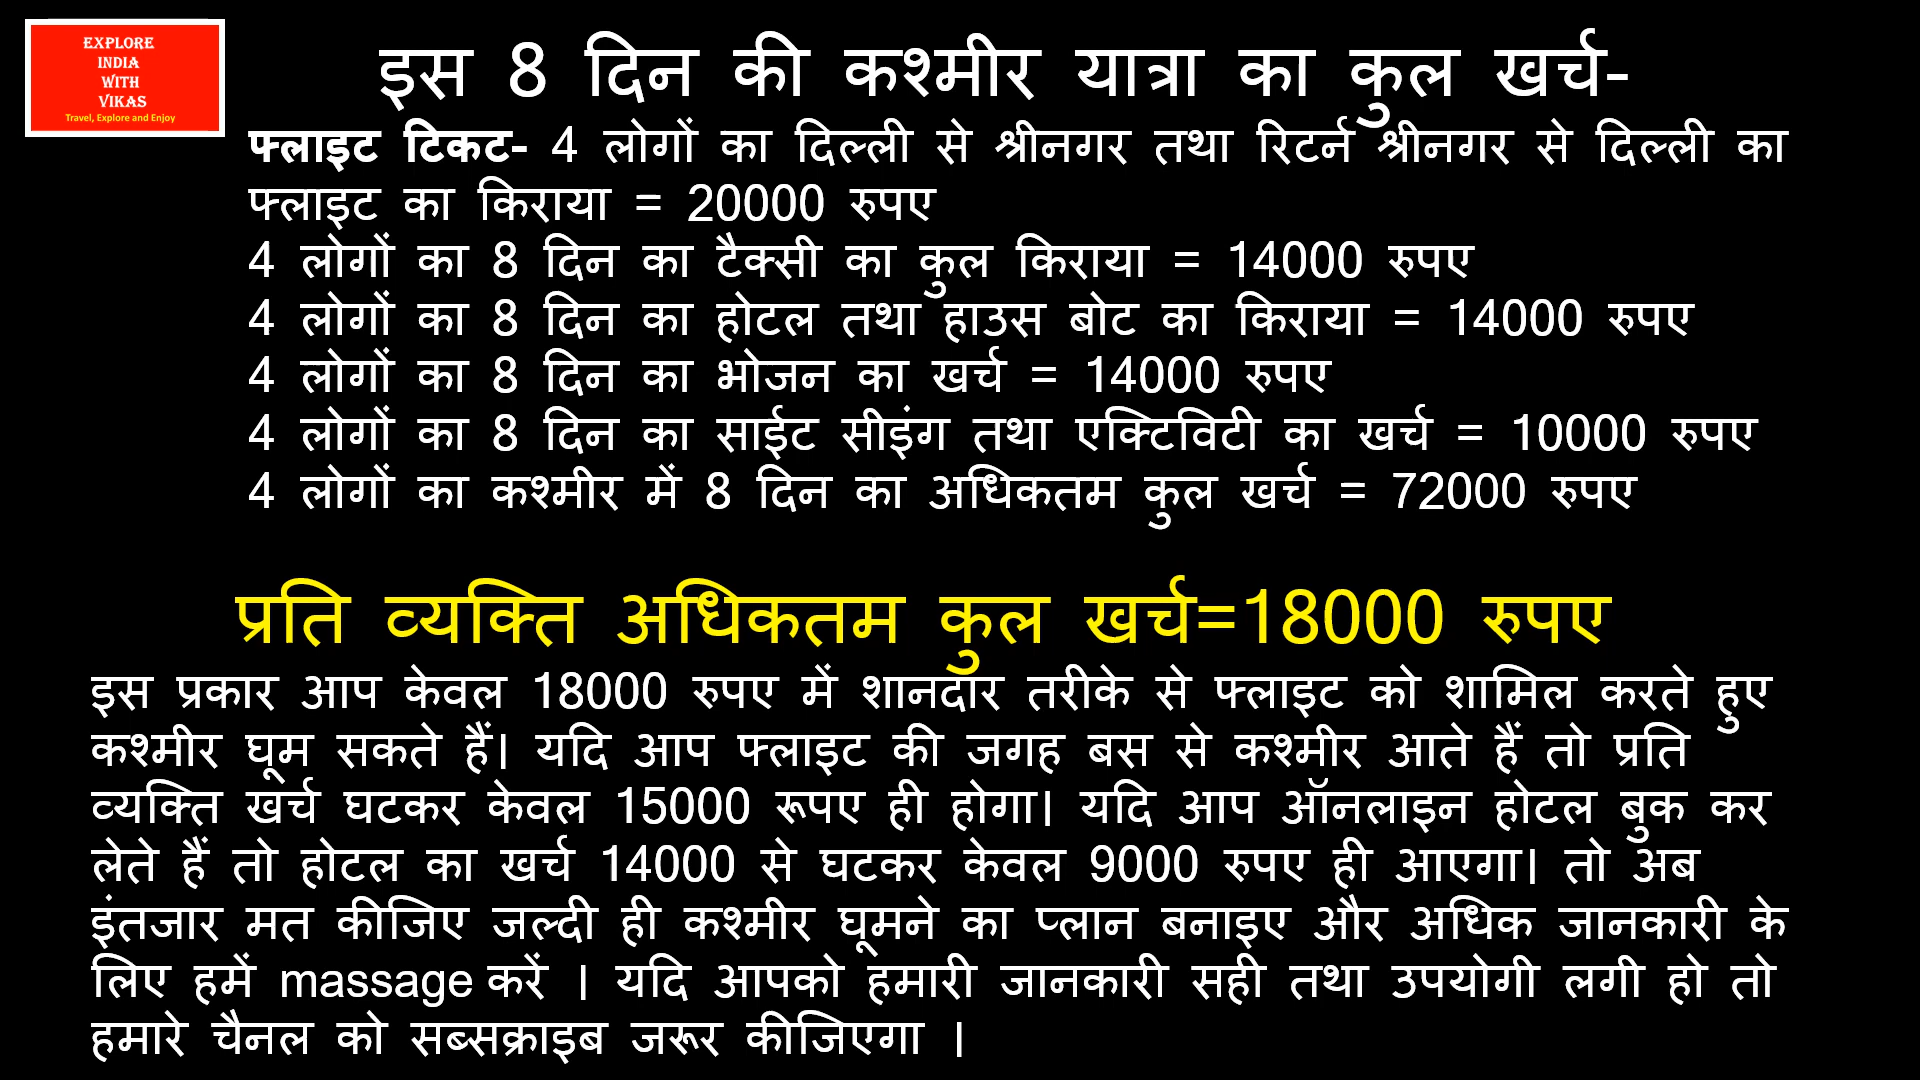 EXPLORE
INDIA
WITH
VIKAS
Travel, Explore and Enjoy
इस 8 दिन की कश्मीर यात्रा का कुल खर्च-
फ्लाइट टिकट- 4 लोगों का दिल्ली से श्रीनगर तथा रिटर्न श्रीनगर से दिल्ली का
फ्लाइट का किराया = 20000 रुपए
4 लोगों का 8 दिन का टैक्सी का कुल किराया = 14000 रुपए
4 लोगों का 8 दिन का होटल तथा हाउस बोट का किराया = 14000 रुपए
4 लोगों का 8 दिन का भोजन का खर्च = 14000 रुपए
4 लोगों का 8 दिन का साईट सीइंग तथा एक्टिविटी का खर्च = 10000 रुपए
4 लोगों का कश्मीर में 8 दिन का अधिकतम कुल खर्च = 72000 रुपए
प्रति व्यक्ति अधिकतम कुल खर्च=18000 रुपए
इस प्रकार आप केवल 18000 रुपए में शानदार तरीके से फ्लाइट को शामिल करते हुए
कश्मीर घूम सकते हैं। यदि आप फ्लाइट की जगह बस से कश्मीर आते हैं तो प्रति
व्यक्ति खर्च घटकर केवल 15000 रूपए ही होगा। यदि आप ऑनलाइन होटल बुक कर
लेते हैं तो होटल का खर्च 14000 से घटकर केवल 9000 रुपए ही आएगा। तो अब
इंतजार मत कीजिए जल्दी ही कश्मीर घूमने का प्लान बनाइए और अधिक जानकारी के
लिए हमें massage करें । यदि आपको हमारी जानकारी सही तथा उपयोगी लगी हो तो
हमारे चैनल को सब्सक्राइब जरूर कीजिएगा ।